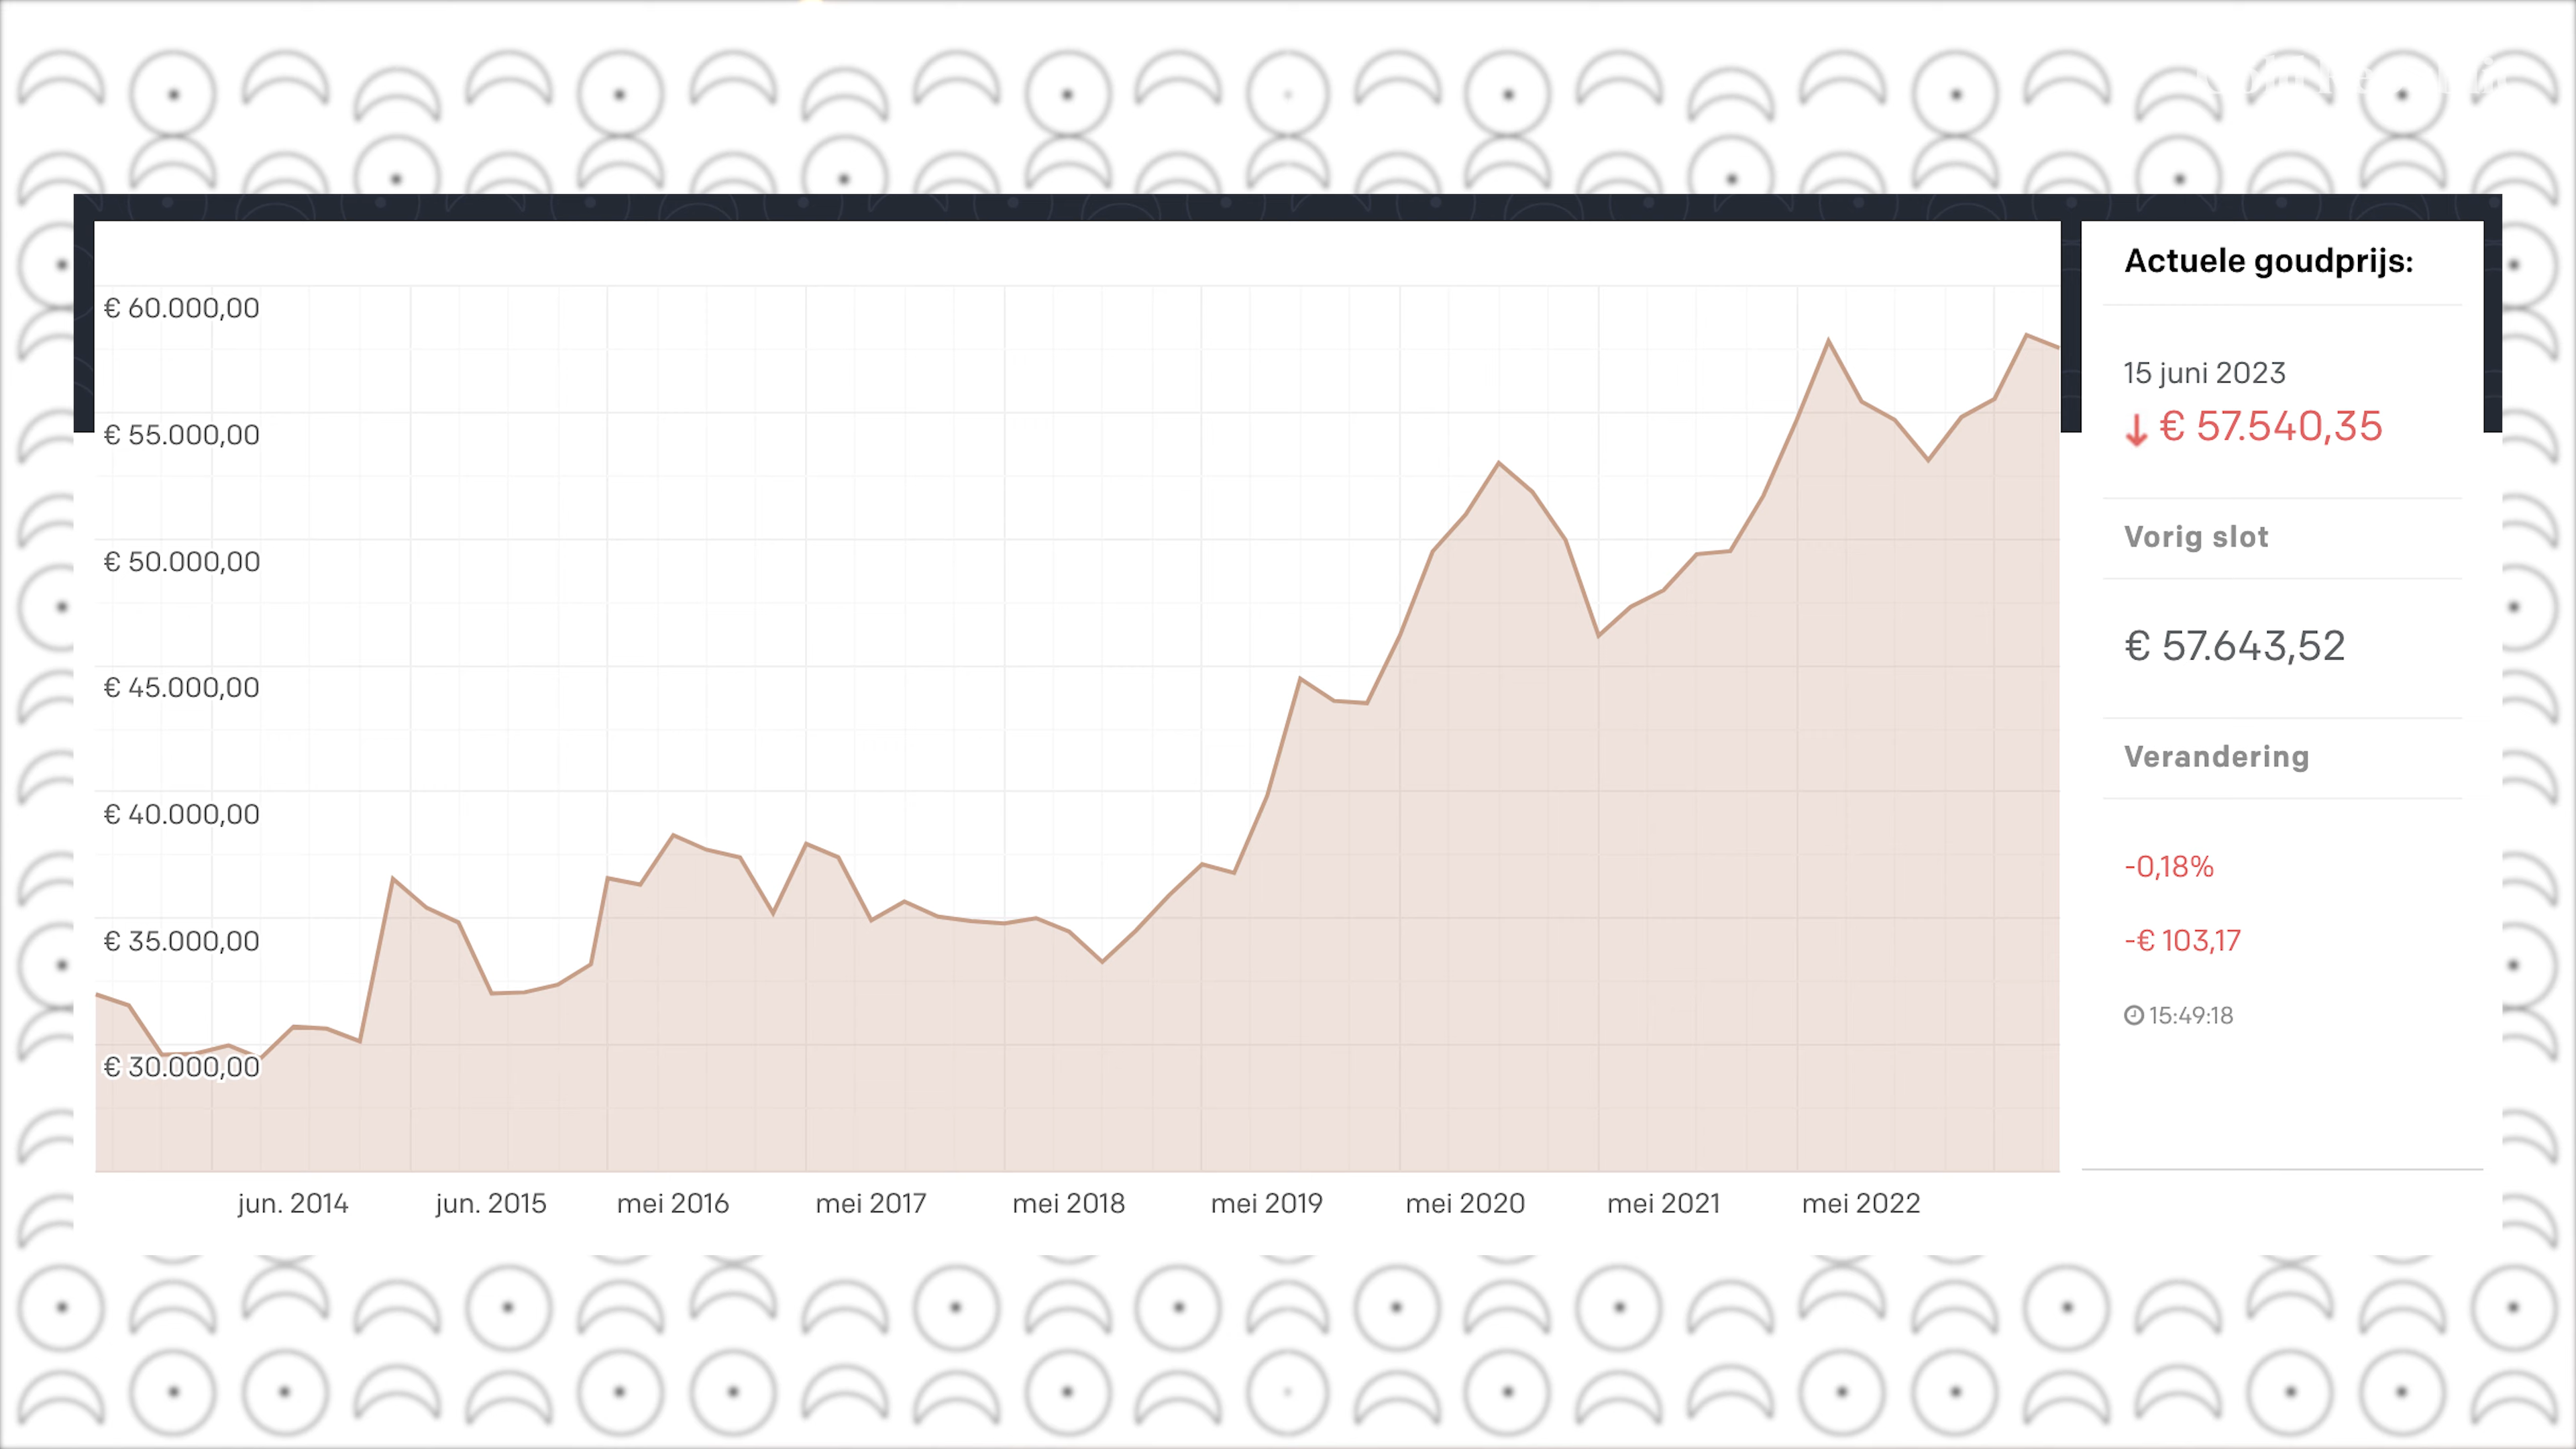 € 60.000,00
€ 55.000,00
€ 50.000,00
€ 45.000,00
€ 40.000,00
€ 35.000,00
€ 30.000,00
jun. 2014 jun. 2015 mei 2016 mei 2017 mei 2018 mei 2019 mei 2020 mei 2021 mei 2022
Actuele goudprijs:
15 juni 2023
↓ € 57.540,35
Vorig slot
€ 57.643,52
Verandering
-0,18%
-€ 103,17
15:49:18